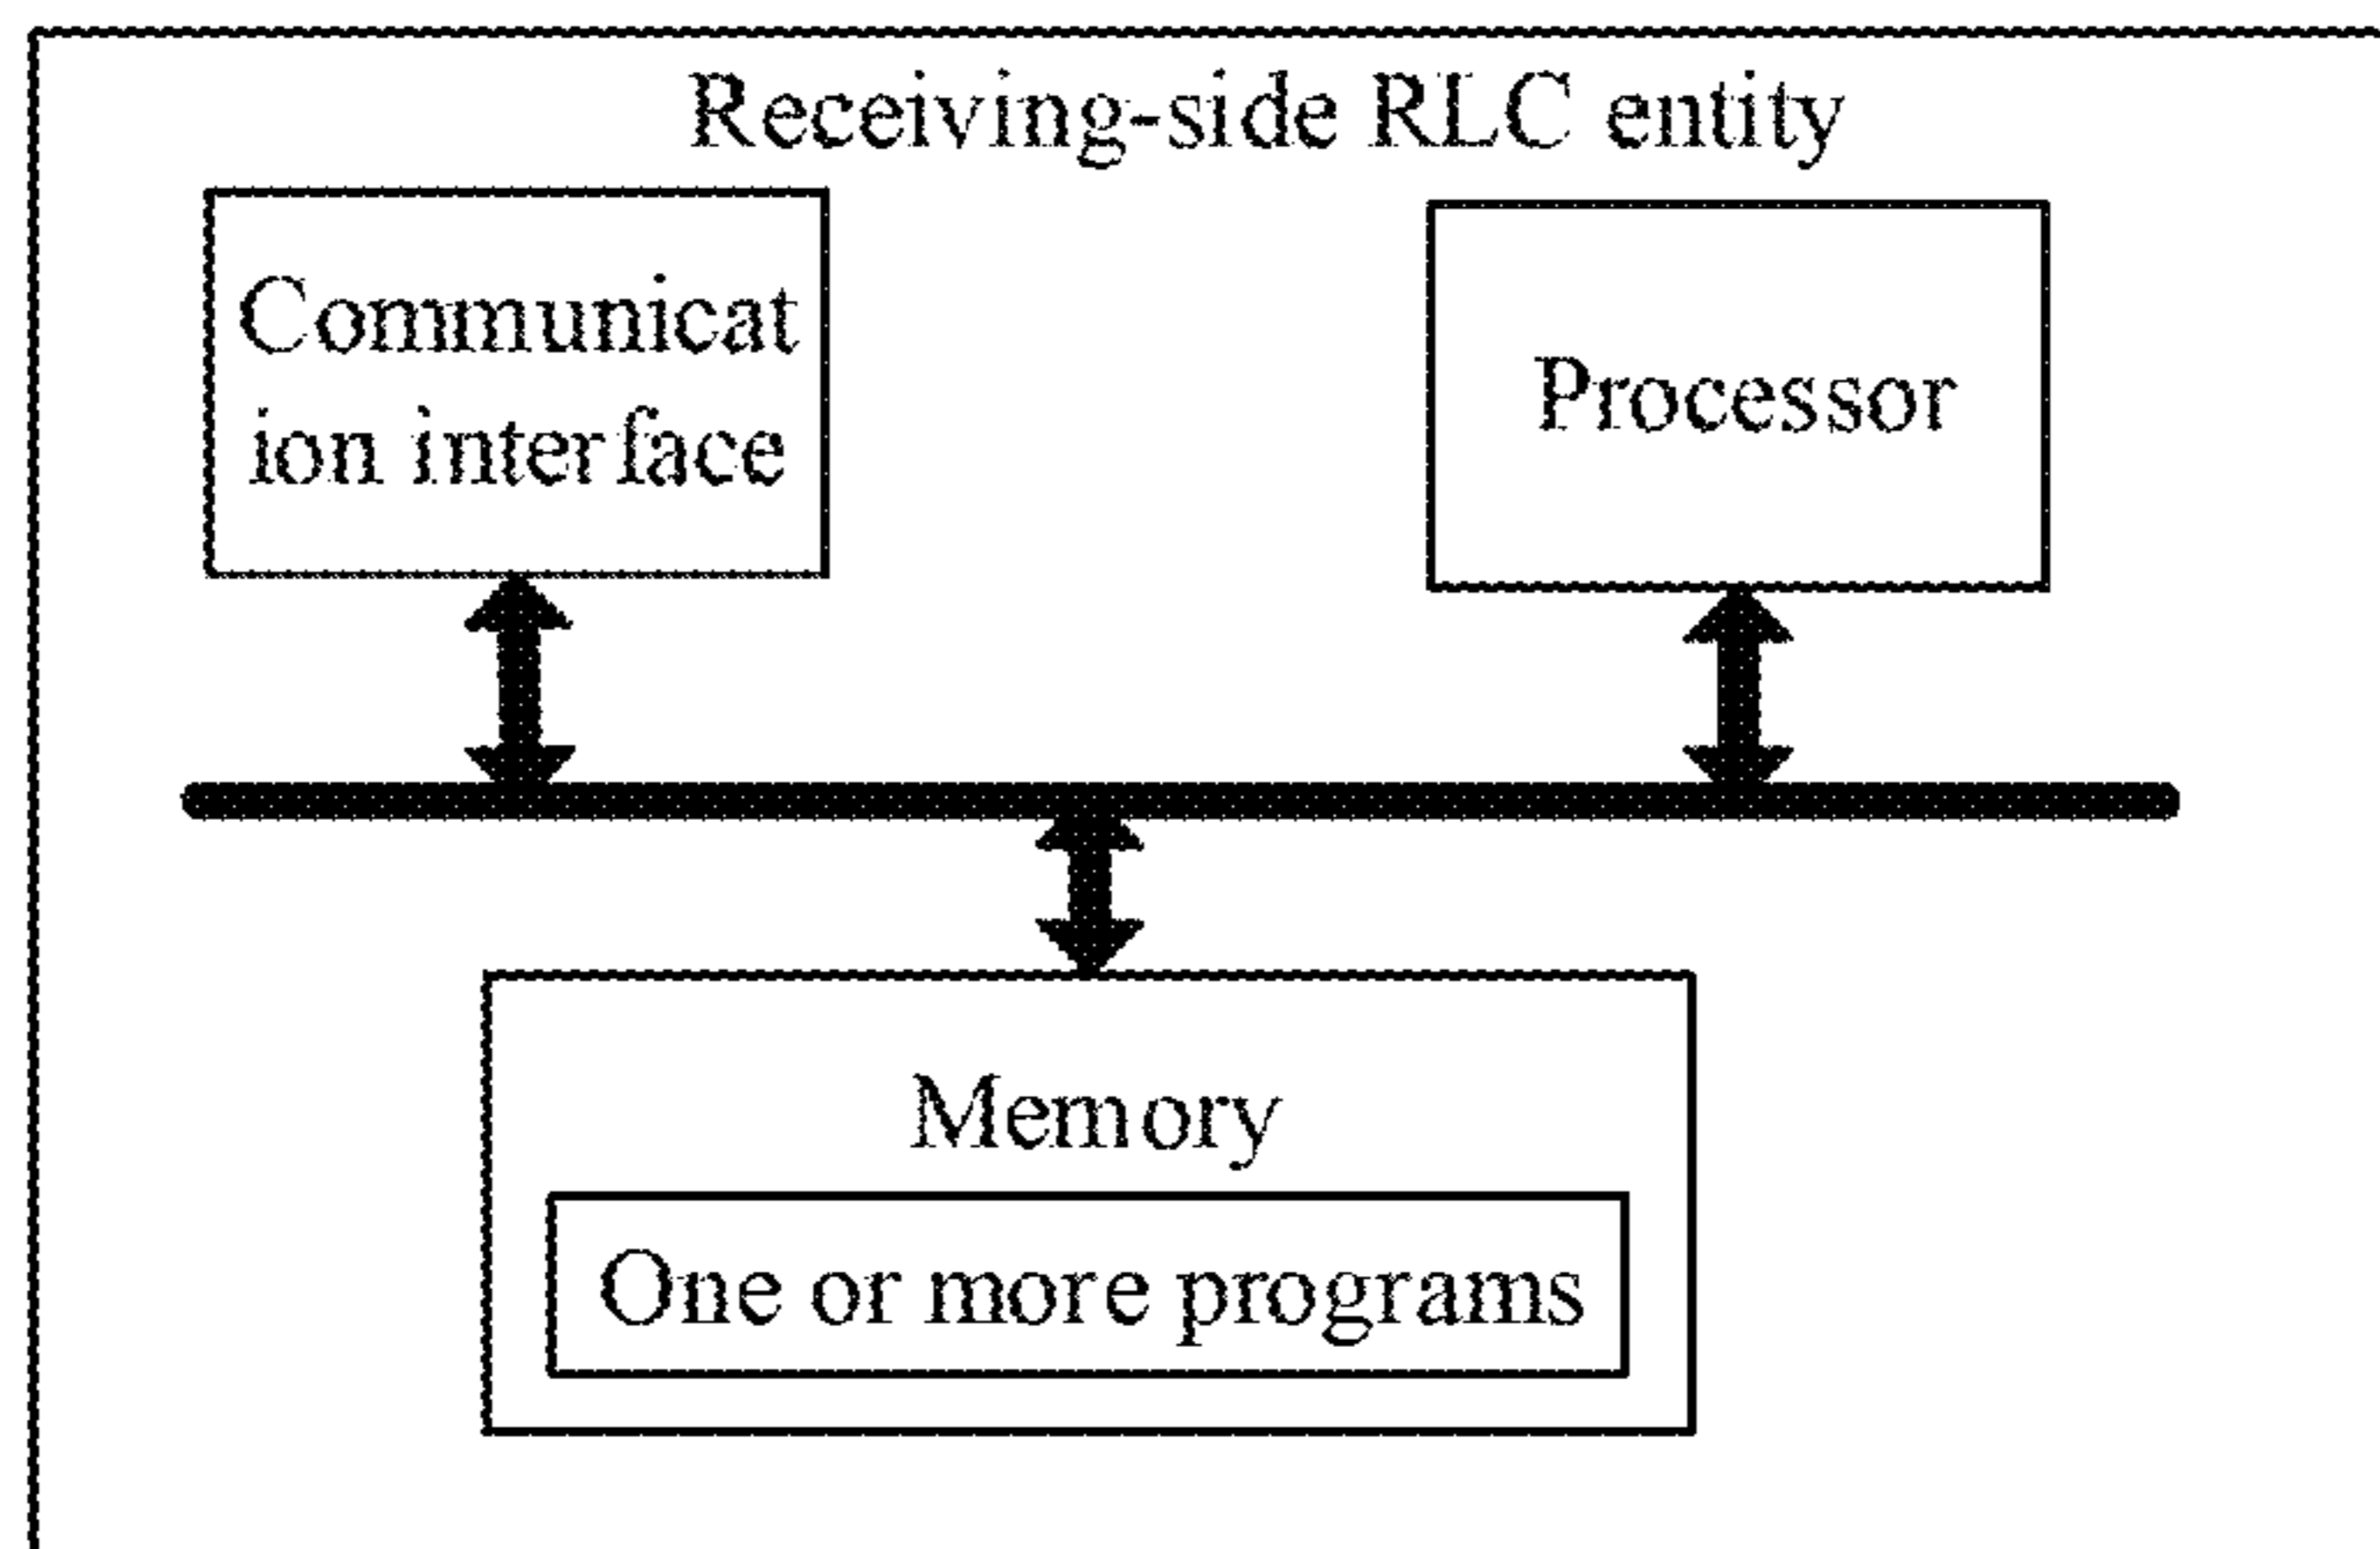 Receiving-side RLC entity
Communicat
ion interface
Processor
Memory
One or more programs